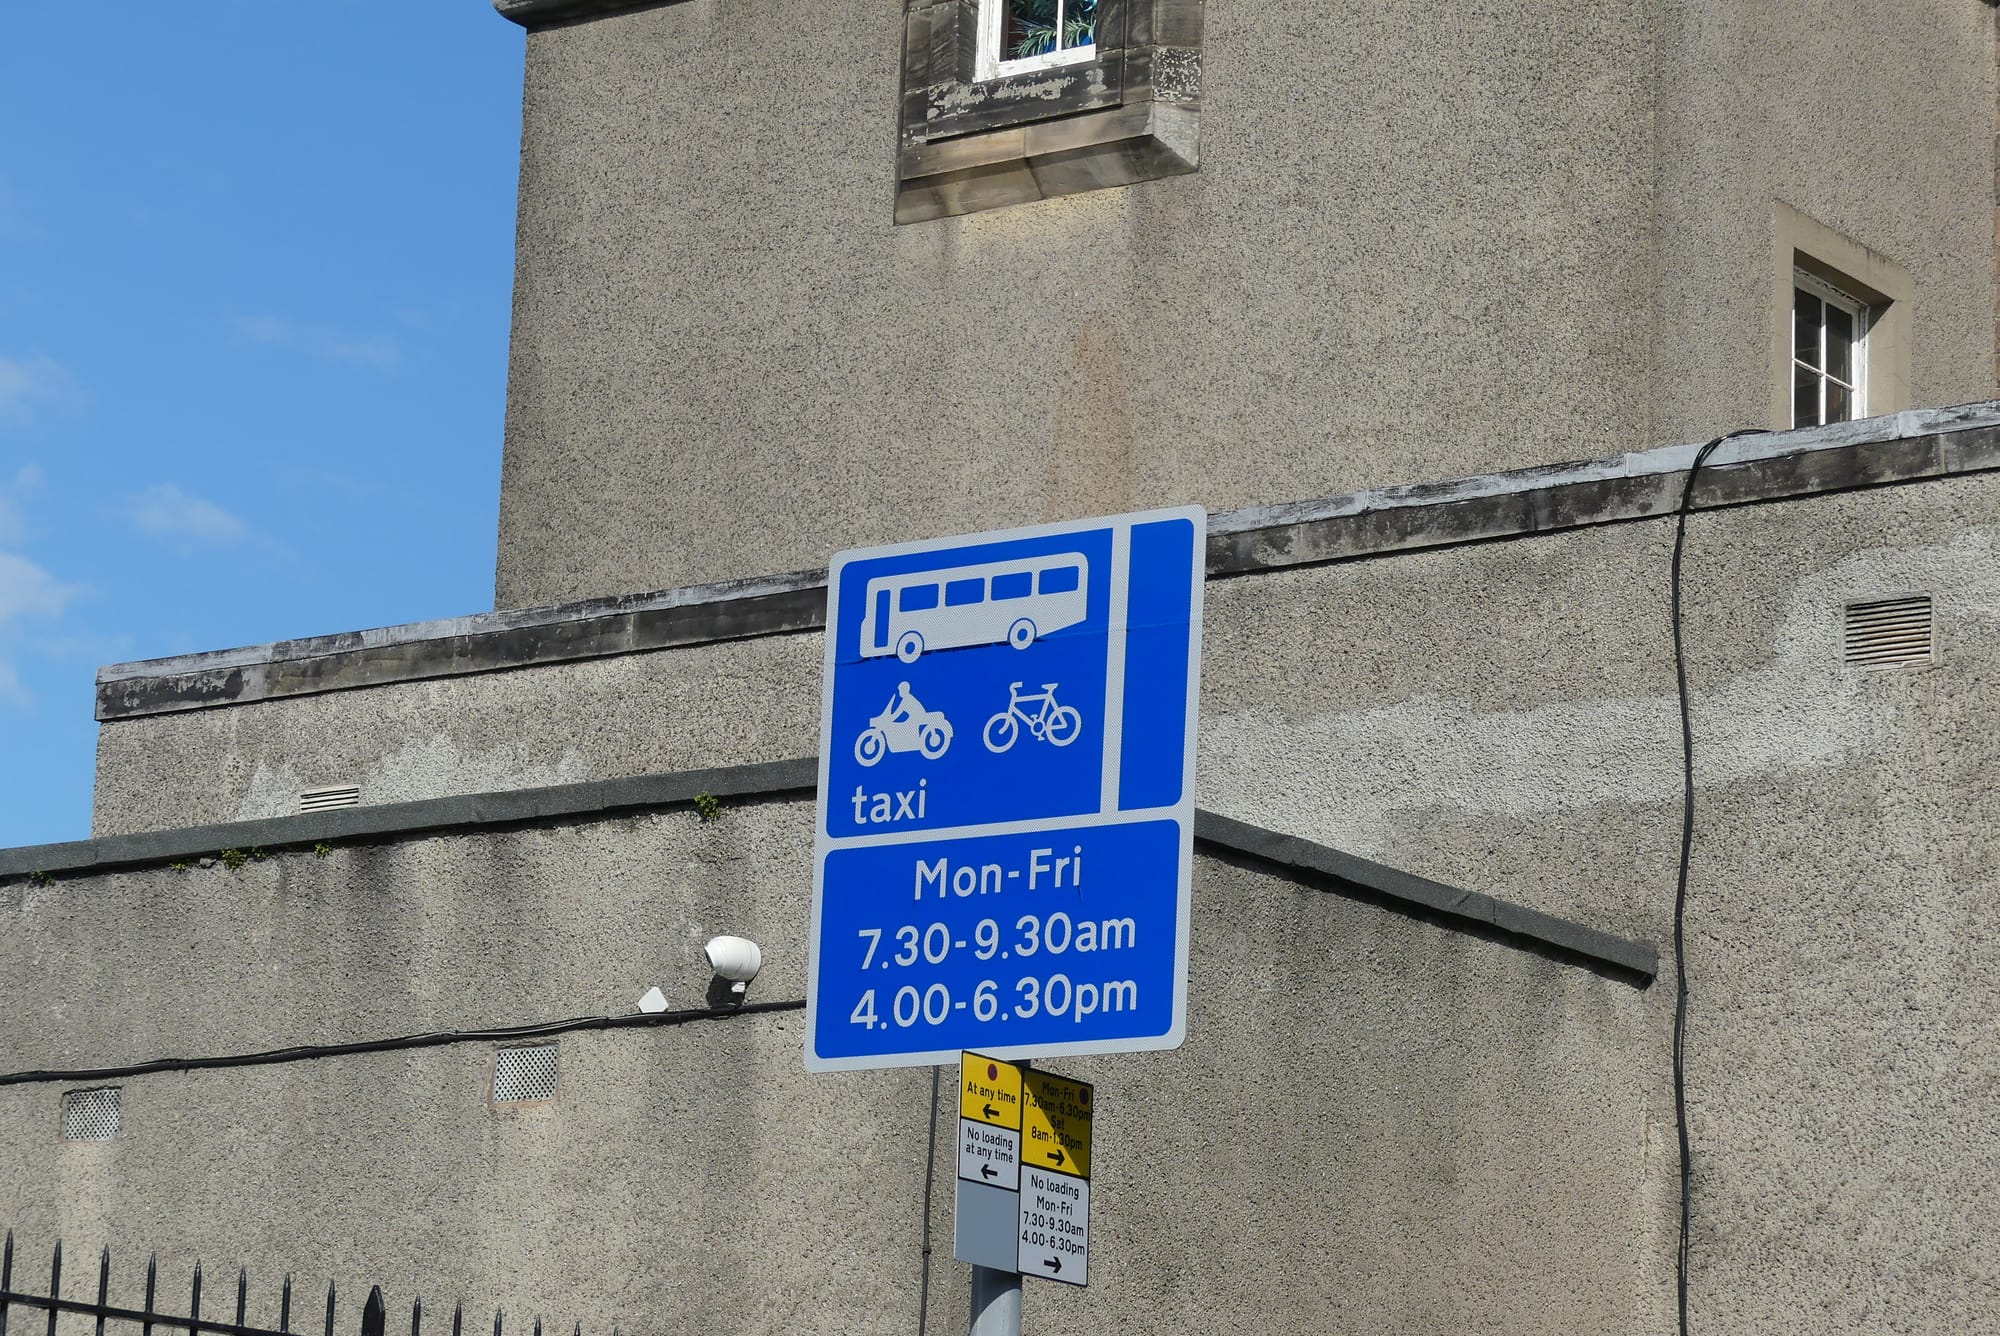 taxi
Mon-Fri
7.30-9.30am
4.00-6.30pm
At any time
No loading
at any time
Mon-Fri
7.30am-6.30pm
Sat
8am-1.30pm
No loading
Mon-Fri
7.30-9.30am
4.00-6.30pm